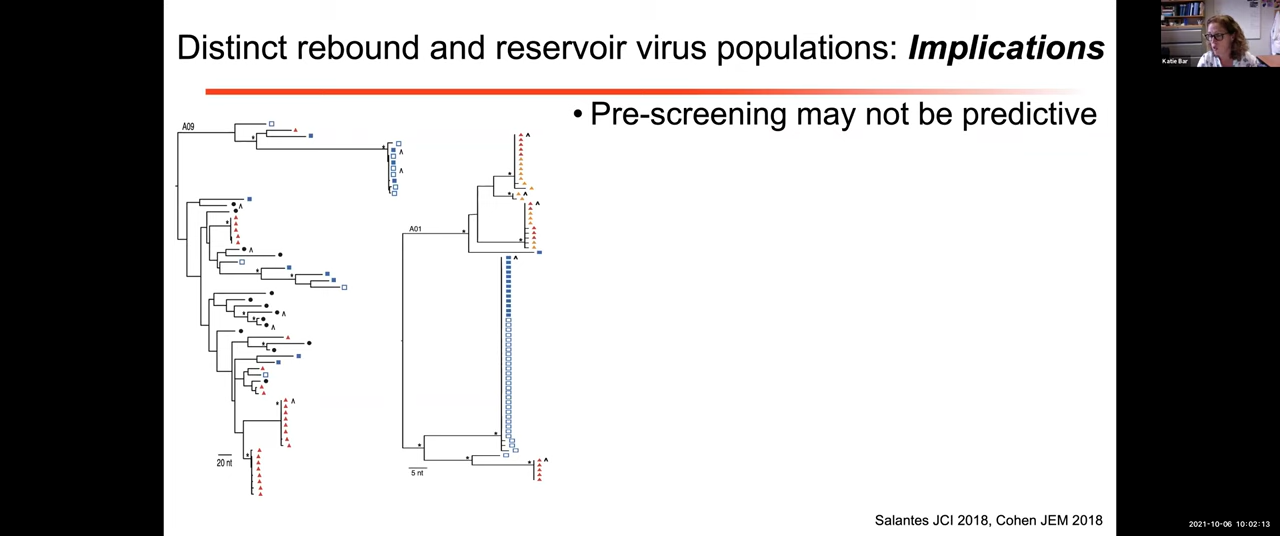 Distinct rebound and reservoir virus populations: Implications
• Pre-screening may not be predictive
A09
A01
20 nt
5 nt
Salantes JCI 2018, Cohen JEM 2018
Katie Bar
2021-10-06 10:02:13